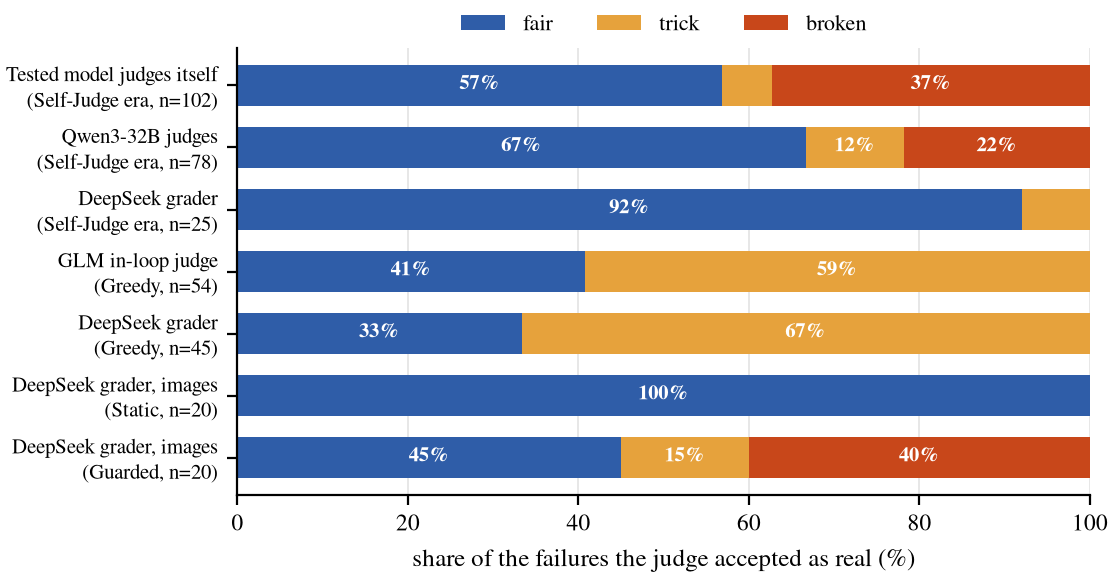 fair trick broken
Tested model judges itself
(Self-Judge era, n=102)
57% 37%
Qwen3-32B judges
(Self-Judge era, n=78)
67% 12% 22%
DeepSeek grader
(Self-Judge era, n=25)
92%
GLM in-loop judge
(Greedy, n=54)
41% 59%
DeepSeek grader
(Greedy, n=45)
33% 67%
DeepSeek grader, images
(Static, n=20)
100%
DeepSeek grader, images
(Guarded, n=20)
45% 15% 40%
0 20 40 60 80 100
share of the failures the judge accepted as real (%)